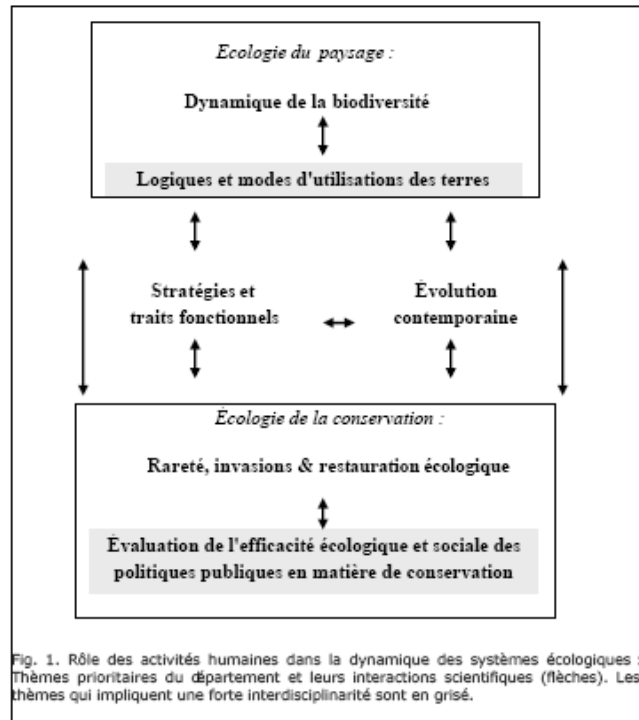 Ecologie du paysage :
Dynamique de la biodiversité
Logiques et modes d'utilisations des terres
Stratégies et
traits fonctionnels
Évolution
contemporaine
Écologie de la conservation :
Rareté, invasions & restauration écologique
Évaluation de l'efficacité écologique et sociale des
politiques publiques en matière de conservation
Fig. 1. Rôle des activités humaines dans la dynamique des systèmes écologiques :
Thèmes prioritaires du département et leurs interactions scientifiques (flèches). Les
thèmes qui impliquent une forte interdisciplinarité sont en grisé.